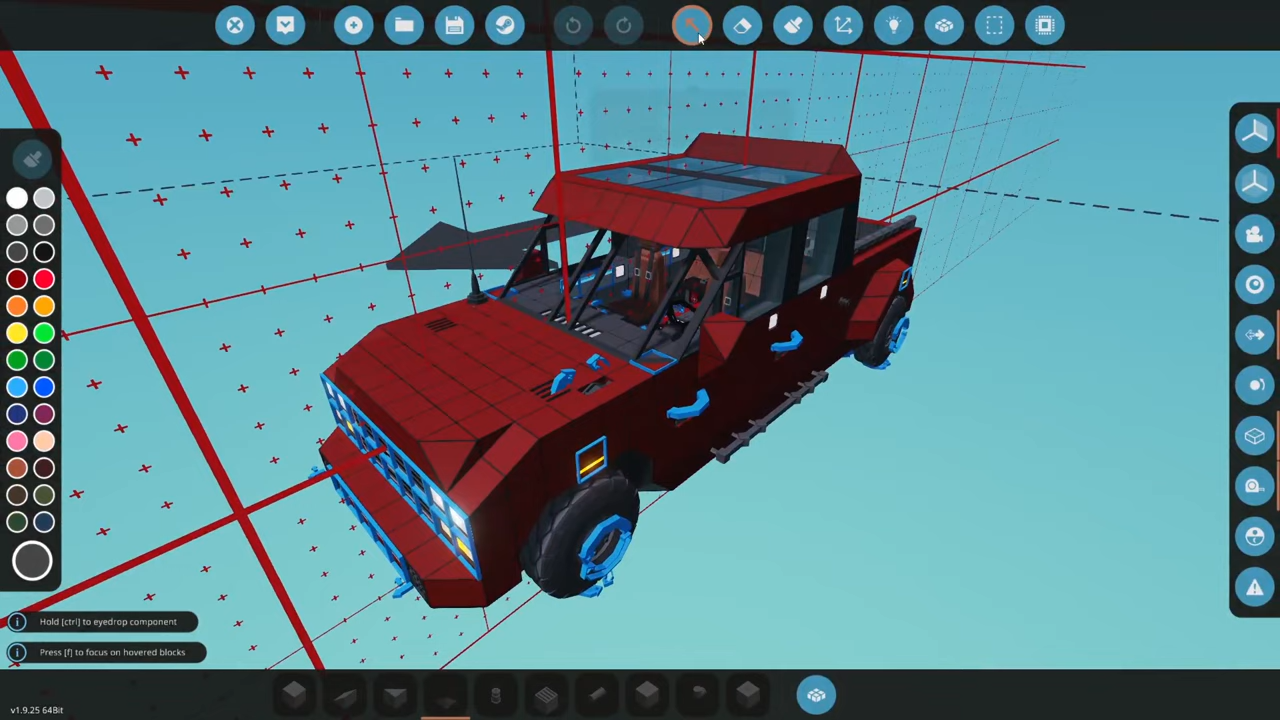 Hold [ctrl] to eyedrop component
Press [f] to focus on hovered blocks
v1.9.25 64Bit